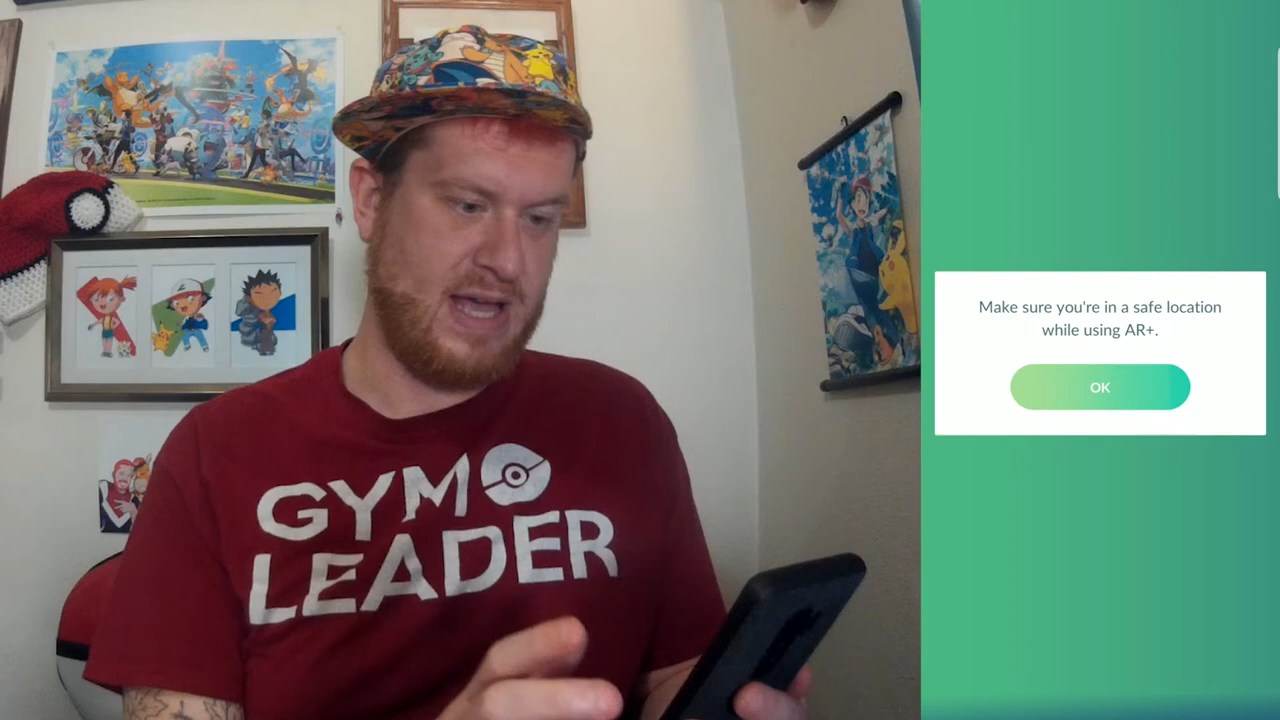 GYM
LEADER
Make sure you're in a safe location
while using AR+.
OK